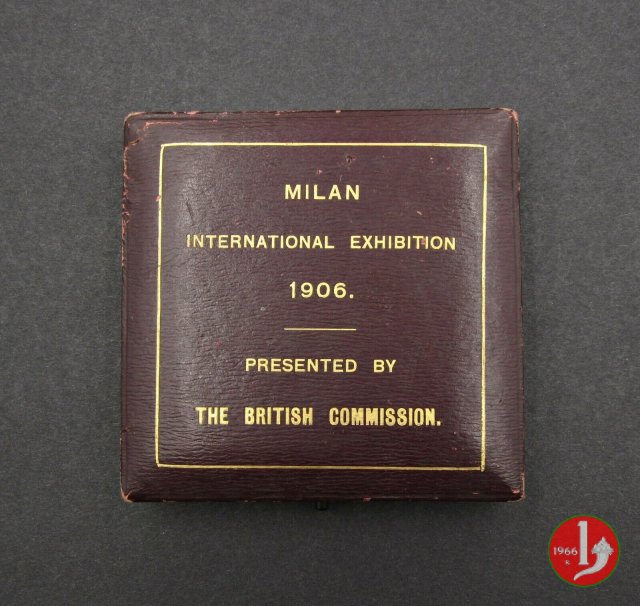 MILAN
INTERNATIONAL EXHIBITION
1906.
PRESENTED BY
THE BRITISH COMMISSION.
1966
R